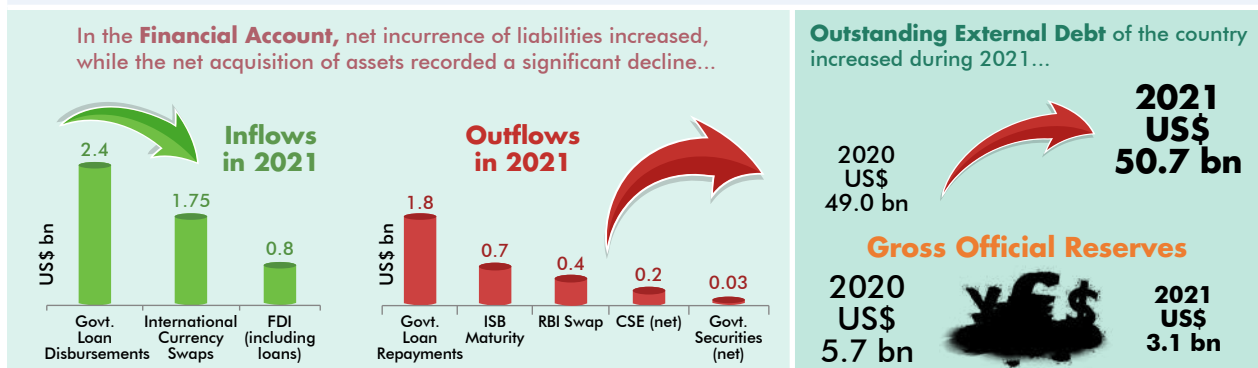 In the Financial Account, net incurrence of liabilities increased,
while the net acquisition of assets recorded a significant decline...
Inflows
in 2021
US$ bn
2.4
1.75
0.8
Govt.
Loan
Disbursements
International
Currency
Swaps
FDI
(including
loans)
Outflows
in 2021
US$ bn
1.8
0.7
0.4
0.2
0.03
Govt.
Loan
Repayments
ISB
Maturity
RBI Swap
CSE (net)
Govt.
Securities
(net)
Outstanding External Debt of the country
increased during 2021...
2020
US$
49.0 bn
2021
US$
50.7 bn
Gross Official Reserves
2020
US$
5.7 bn
¥£$
2021
US$
3.1 bn